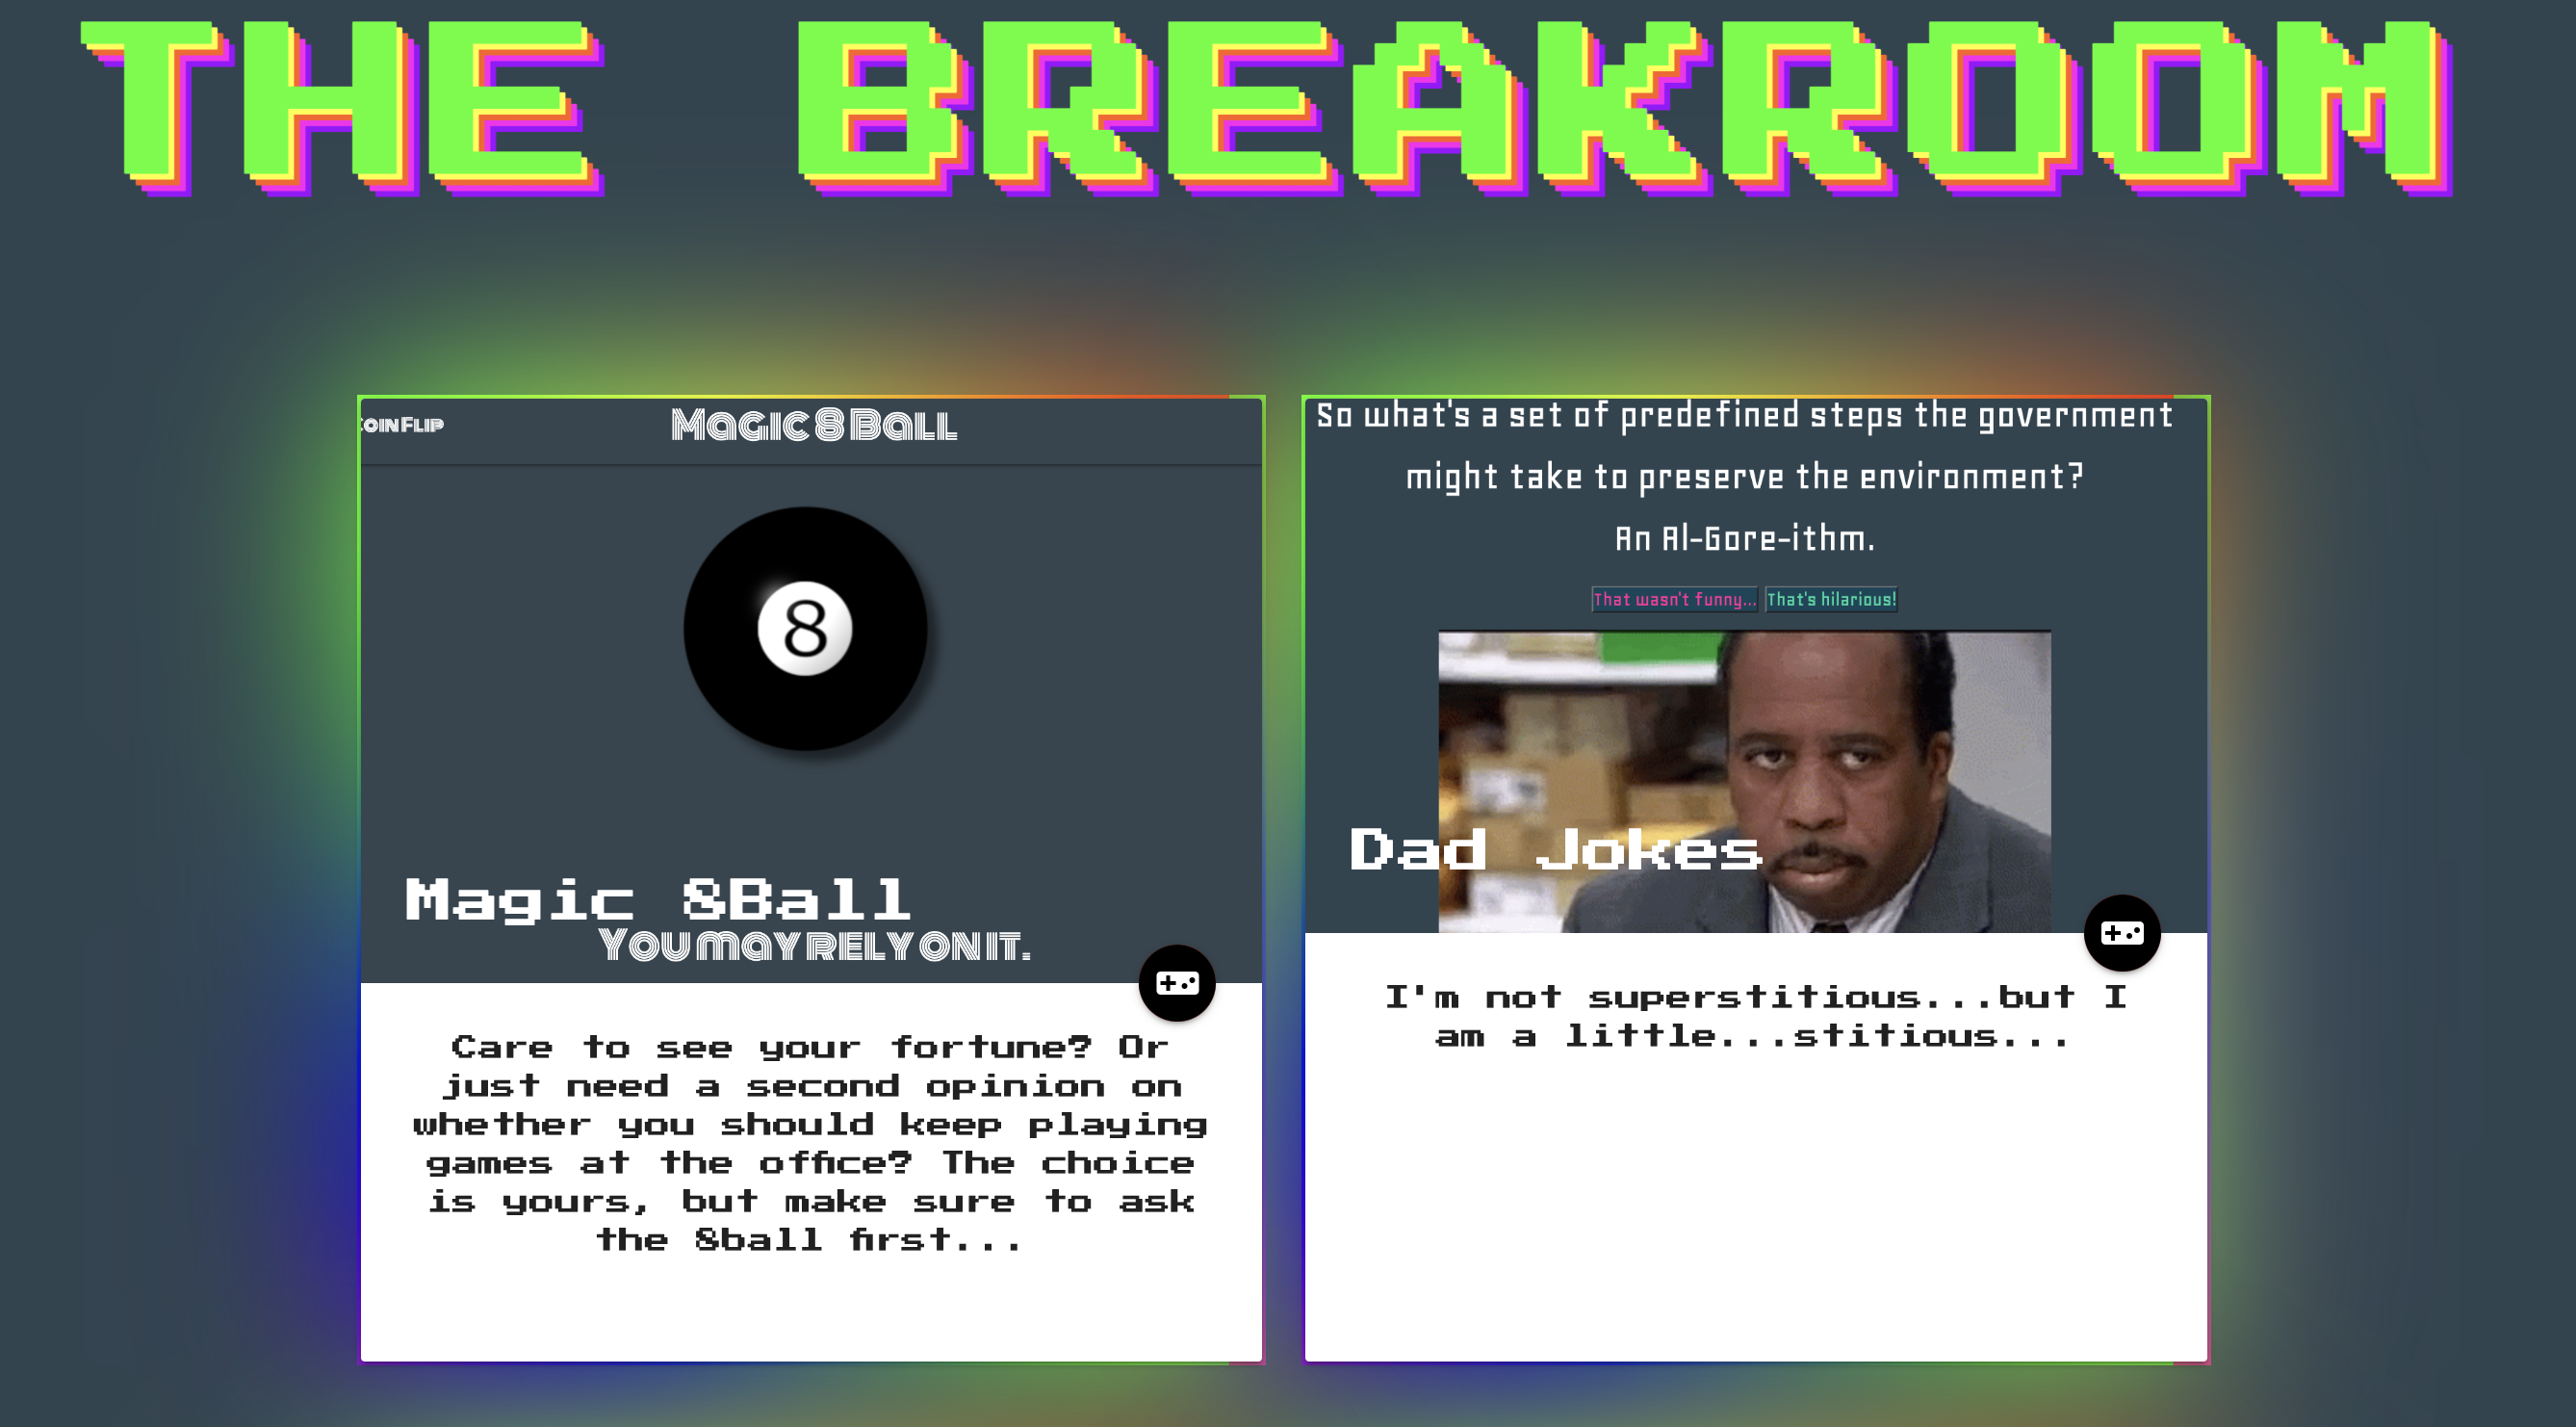 THE BREAKROOM
COIN FLIP
MAGIC 8 BALL
8
Magic 8Ball
YOU MAY RELY ON IT.
Care to see your fortune? Or
just need a second opinion on
whether you should keep playing
games at the office? The choice
is yours, but make sure to ask
the 8ball first...
So what's a set of predefined steps the government
might take to preserve the environment?
An Al-Gore-ithm.
That wasn't funny... That's hilarious!
Dad Jokes
I'm not superstitious...but I
am a little...stitious...